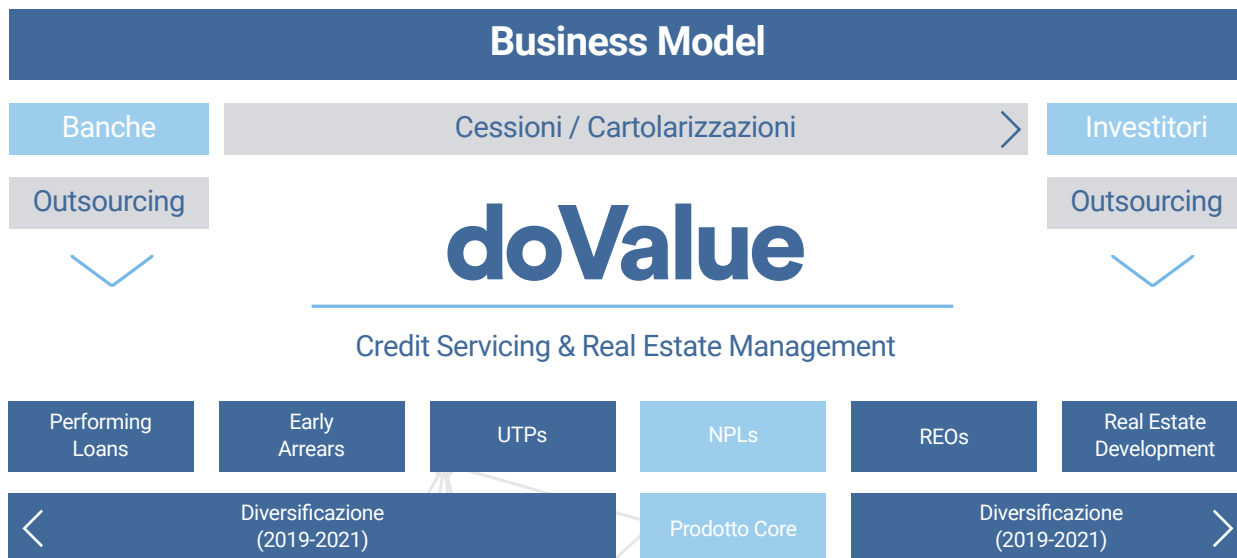 Business Model
Banche
Cessioni / Cartolarizzazioni
Investitori
Outsourcing
Outsourcing
doValue
Credit Servicing & Real Estate Management
Performing
Loans
Early
Arrears
UTPs
NPLs
REOs
Real Estate
Development
Diversificazione
(2019-2021)
Prodotto Core
Diversificazione
(2019-2021)